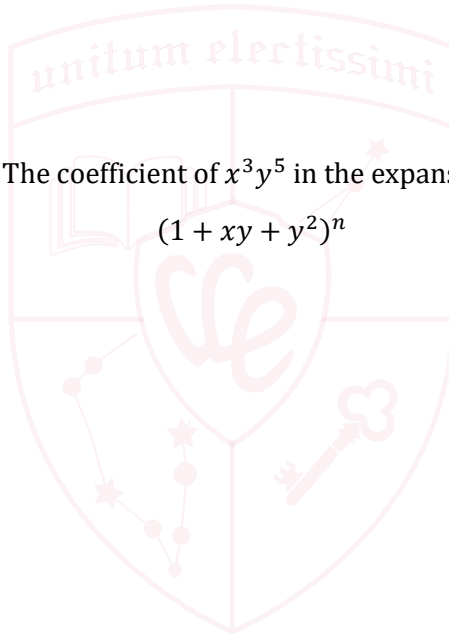 unitum electissimi
The coefficient of x³y⁵ in the expans
(1 + xy + y²)ⁿ